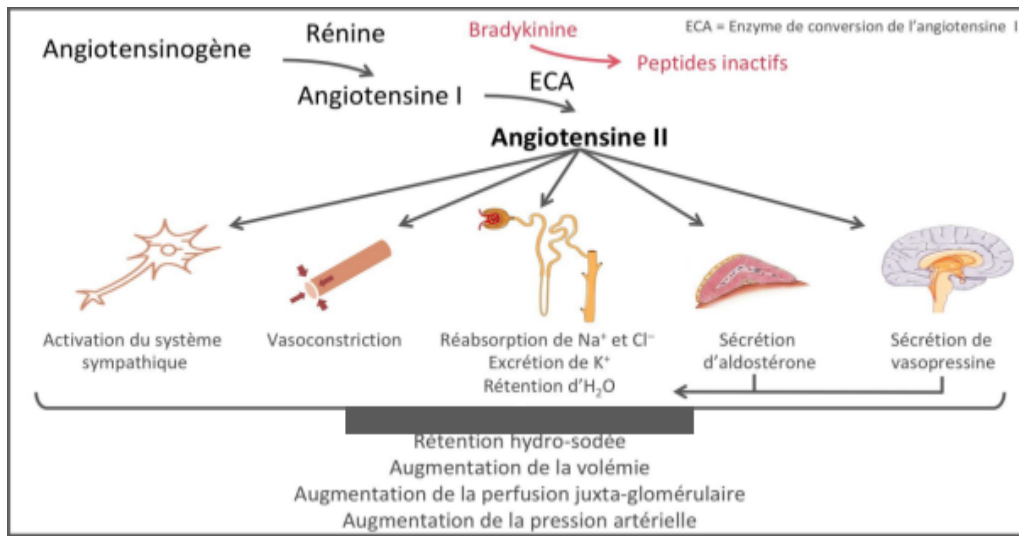 ECA = Enzyme de conversion de l'angiotensine I
Angiotensinogène
Rénine
Bradykinine
Peptides inactifs
Angiotensine I
ECA
Angiotensine II
Activation du système
sympathique
Vasoconstriction
Réabsorption de Na⁺ et Cl⁻
Excrétion de K⁺
Rétention d'H₂O
Sécrétion
d'aldostérone
Sécrétion de
vasopressine
Rétention hydro-sodée
Augmentation de la volémie
Augmentation de la perfusion juxta-glomérulaire
Augmentation de la pression artérielle